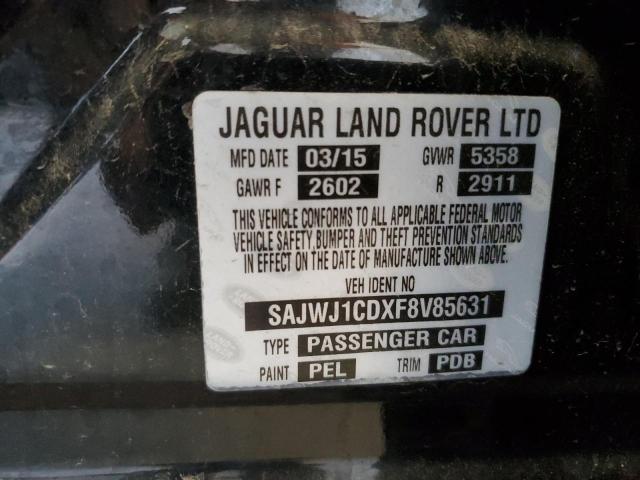 JAGUAR LAND ROVER LTD
MFD DATE 03/15 GVWR 5358
GAWR F 2602 R 2911
THIS VEHICLE CONFORMS TO ALL APPLICABLE FEDERAL MOTOR
VEHICLE SAFETY, BUMPER AND THEFT PREVENTION STANDARDS
IN EFFECT ON THE DATE OF MANUFACTURE SHOWN ABOVE.
VEH IDENT NO
SAJWJ1CDXF8V85631
TYPE PASSENGER CAR
PAINT PEL TRIM PDB